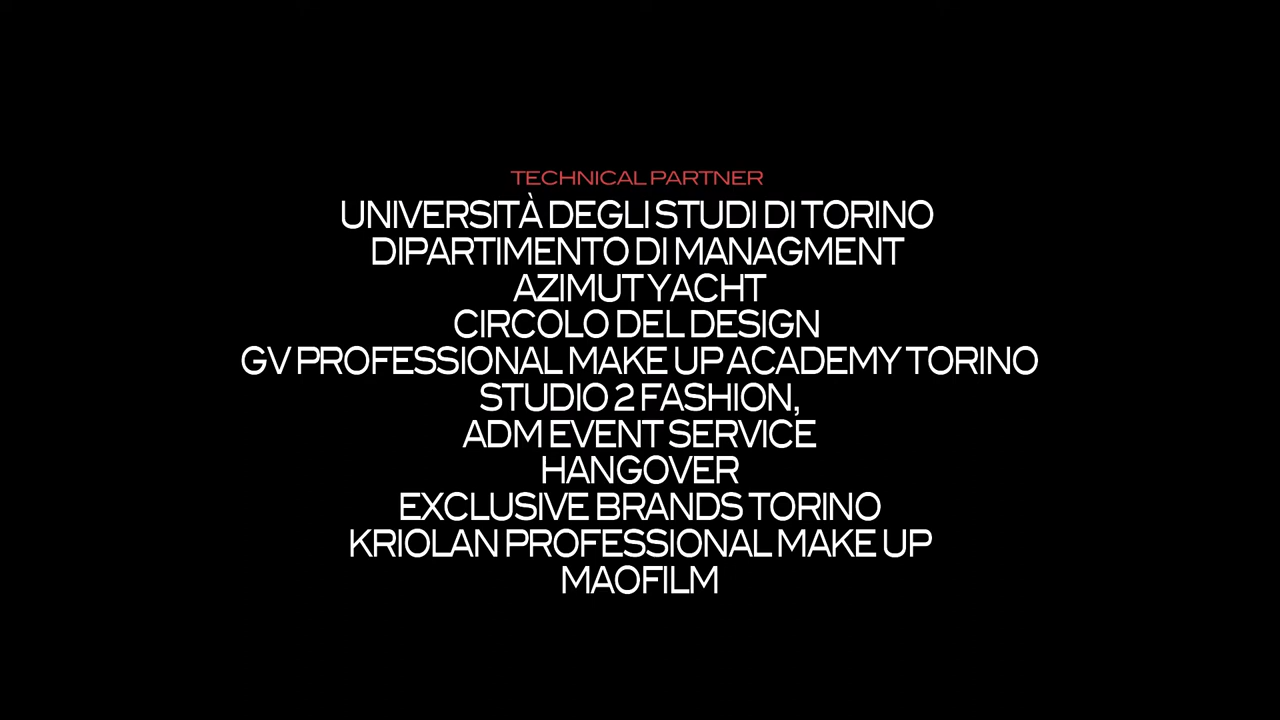 TECHNICAL PARTNER
UNIVERSITÀ DEGLI STUDI DI TORINO
DIPARTIMENTO DI MANAGMENT
AZIMUT YACHT
CIRCOLO DEL DESIGN
GV PROFESSIONAL MAKE UP ACADEMY TORINO
STUDIO 2 FASHION,
ADM EVENT SERVICE
HANGOVER
EXCLUSIVE BRANDS TORINO
KRIOLAN PROFESSIONAL MAKE UP
MAOFILM